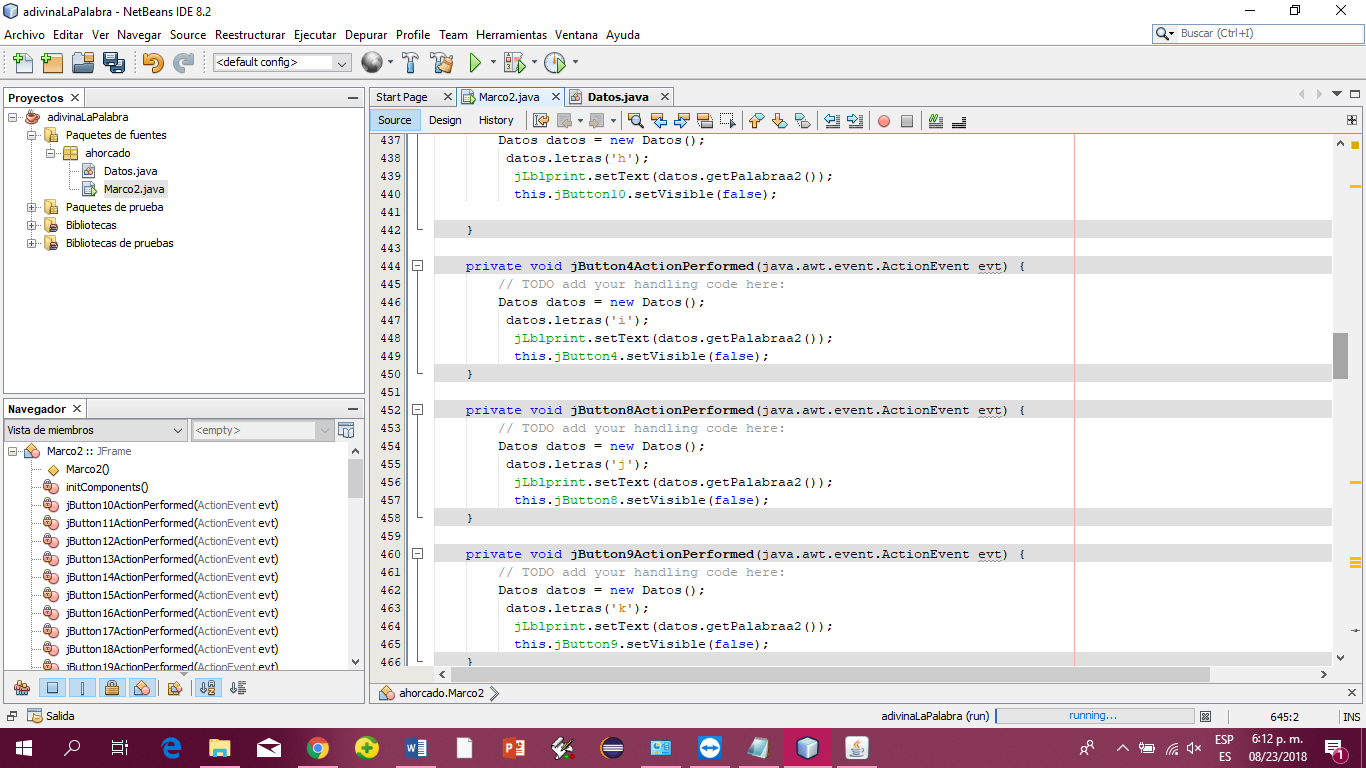 adivinaLaPalabra - NetBeans IDE 8.2
Archivo Editar Ver Navegar Source Reestructurar Ejecutar Depurar Profile Team Herramientas Ventana Ayuda
Buscar (Ctrl+I)
<default config>
Proyectos
adivinaLaPalabra
Paquetes de fuentes
ahorcado
Datos.java
Marco2.java
Paquetes de prueba
Bibliotecas
Bibliotecas de pruebas
Navegador
Vista de miembros
<empty>
Marco2 :: JFrame
Marco2()
initComponents()
jButton10ActionPerformed(ActionEvent evt)
jButton11ActionPerformed(ActionEvent evt)
jButton12ActionPerformed(ActionEvent evt)
jButton13ActionPerformed(ActionEvent evt)
jButton14ActionPerformed(ActionEvent evt)
jButton15ActionPerformed(ActionEvent evt)
jButton16ActionPerformed(ActionEvent evt)
jButton17ActionPerformed(ActionEvent evt)
jButton18ActionPerformed(ActionEvent evt)
jButton19ActionPerformed(ActionEvent evt)
Start Page Marco2.java Datos.java
Source Design History
437 Datos datos = new Datos();
438 datos.letras('h');
439 jLblprint.setText(datos.getPalabraa2());
440 this.jButton10.setVisible(false);
441
442 }
443
444 private void jButton4ActionPerformed(java.awt.event.ActionEvent evt) {
445 // TODO add your handling code here:
446 Datos datos = new Datos();
447 datos.letras('i');
448 jLblprint.setText(datos.getPalabraa2());
449 this.jButton4.setVisible(false);
450 }
451
452 private void jButton8ActionPerformed(java.awt.event.ActionEvent evt) {
453 // TODO add your handling code here:
454 Datos datos = new Datos();
455 datos.letras('j');
456 jLblprint.setText(datos.getPalabraa2());
457 this.jButton8.setVisible(false);
458 }
459
460 private void jButton9ActionPerformed(java.awt.event.ActionEvent evt) {
461 // TODO add your handling code here:
462 Datos datos = new Datos();
463 datos.letras('k');
464 jLblprint.setText(datos.getPalabraa2());
465 this.jButton9.setVisible(false);
466 }
ahorcado.Marco2
Salida
adivinaLaPalabra (run) running... 645:2 INS
ESP
ES
6:12 p. m.
08/23/2018
1